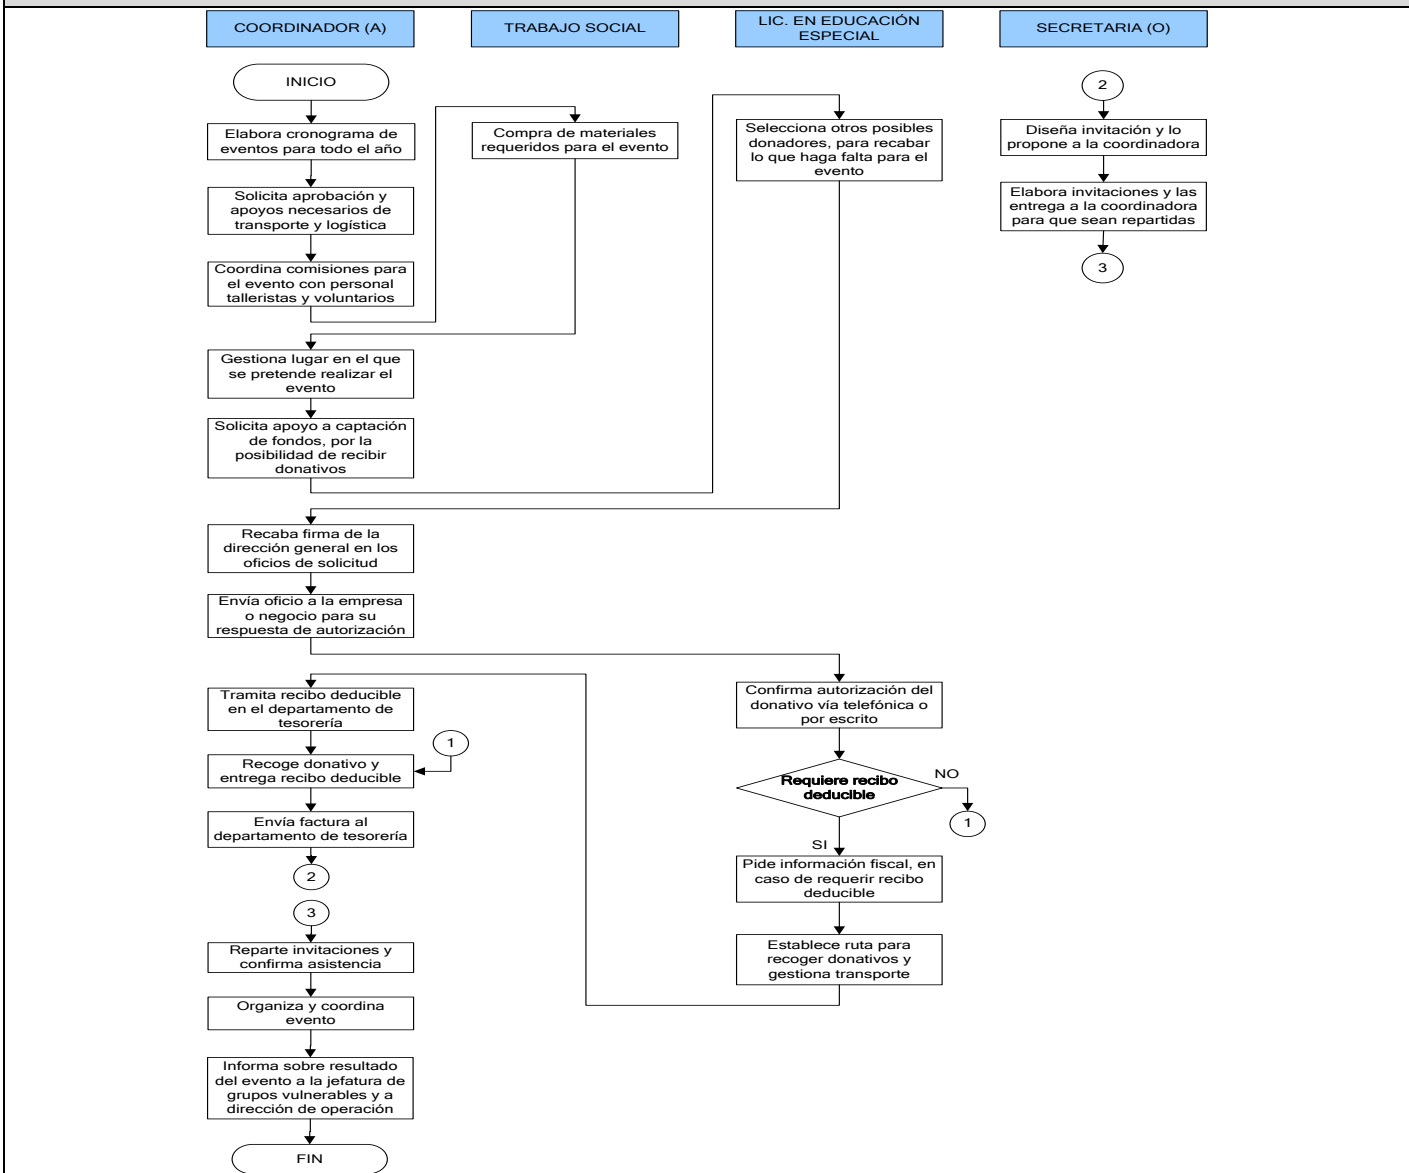 COORDINADOR (A)
TRABAJO SOCIAL
LIC. EN EDUCACIÓN
ESPECIAL
SECRETARIA (O)
INICIO
Elabora cronograma de
eventos para todo el año
Solicita aprobación y
apoyos necesarios de
transporte y logística
Coordina comisiones para
el evento con personal
talleristas y voluntarios
Compra de materiales
requeridos para el evento
Gestiona lugar en el que
se pretende realizar el
evento
Solicita apoyo a captación
de fondos, por la
posibilidad de recibir
donativos
Selecciona otros posibles
donadores, para recabar
lo que haga falta para el
evento
Recaba firma de la
dirección general en los
oficios de solicitud
Envía oficio a la empresa
o negocio para su
respuesta de autorización
Confirma autorización del
donativo vía telefónica o
por escrito
Requiere recibo
deducible
NO
1
SI
Pide información fiscal, en
caso de requerir recibo
deducible
Establece ruta para
recoger donativos y
gestiona transporte
Tramita recibo deducible
en el departamento de
tesorería
1
Recoge donativo y
entrega recibo deducible
Envía factura al
departamento de tesorería
2
2
Diseña invitación y lo
propone a la coordinadora
Elabora invitaciones y las
entrega a la coordinadora
para que sean repartidas
3
3
Reparte invitaciones y
confirma asistencia
Organiza y coordina
evento
Informa sobre resultado
del evento a la jefatura de
grupos vulnerables y a
dirección de operación
FIN